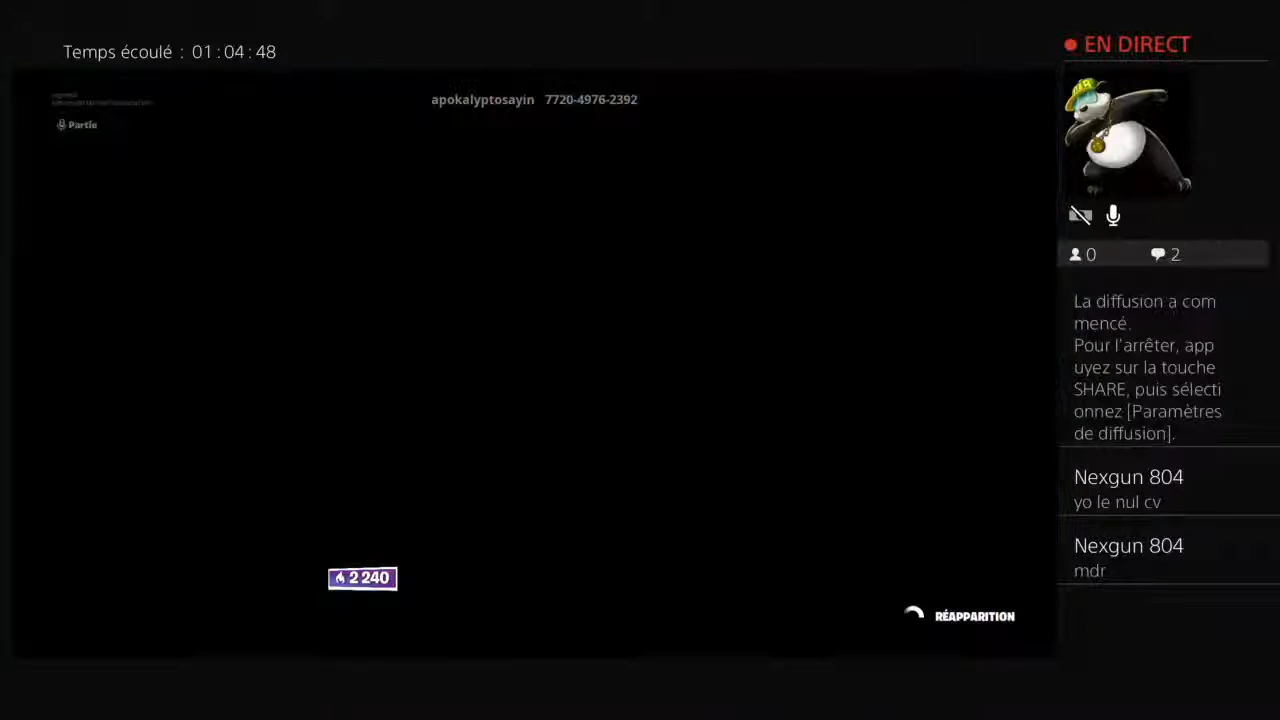 Temps écoulé : 01:04:48
EN DIRECT
apokalyptosayin 7720-4976-2392
Partie
0 2
La diffusion a com
mencé.
Pour l'arrêter, app
uyez sur la touche
SHARE, puis sélecti
onnez [Paramètres
de diffusion].
Nexgun 804
yo le nul cv
Nexgun 804
mdr
2 240
RÉAPPARITION